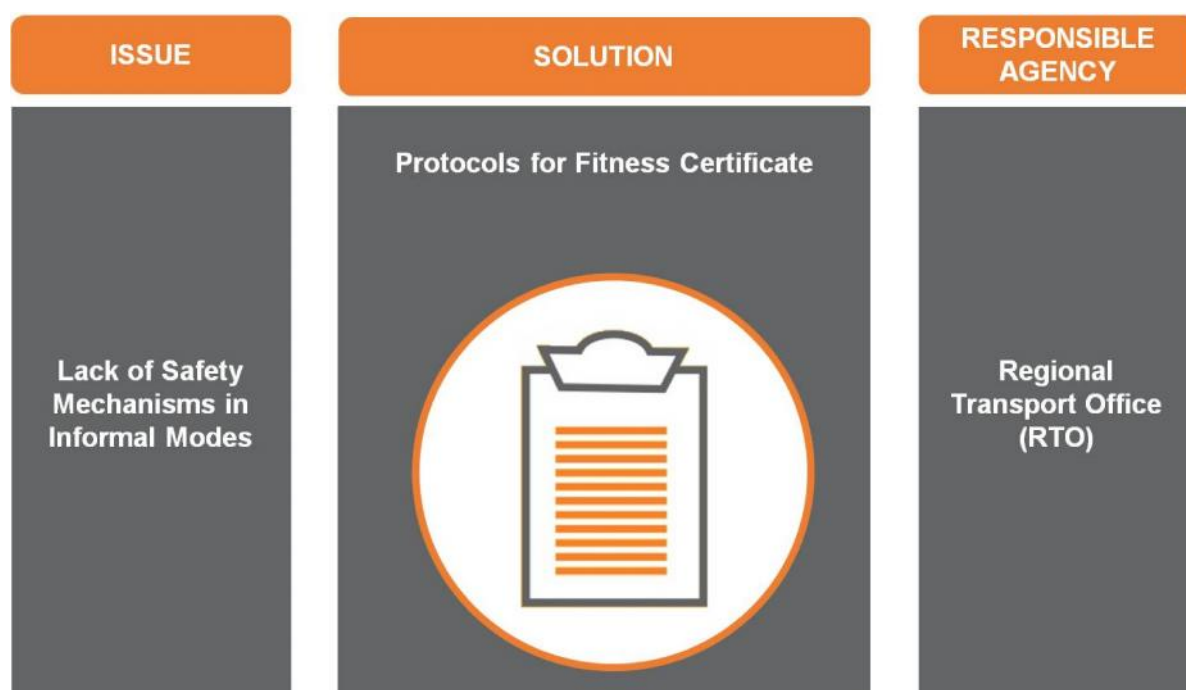 ISSUE
SOLUTION
RESPONSIBLE
AGENCY
Lack of Safety
Mechanisms in
Informal Modes
Protocols for Fitness Certificate
Regional
Transport Office
(RTO)